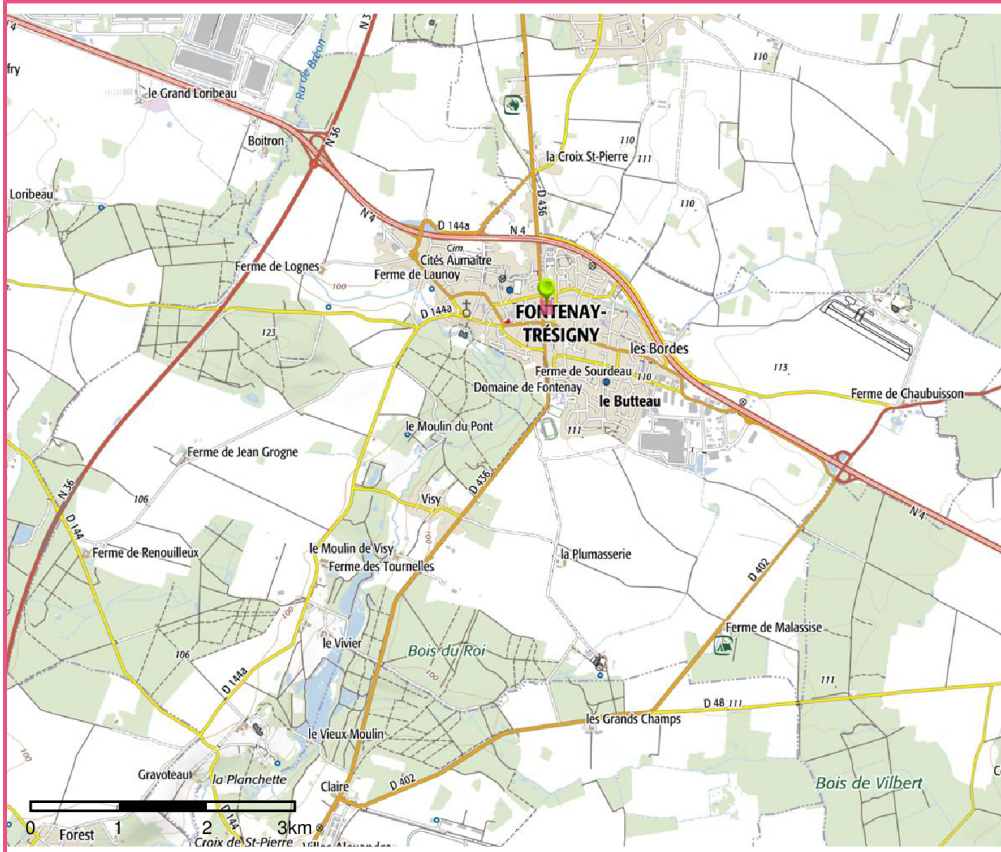 N 3
'4
fry
le Grand Loribeau
Ru de Bréon
N 36
110
Boitron
110
la Croix St-Pierre
111
Loribeau
N 4
D 436
110
D 144a
N 4
Cim.
Cités Aumaître
Ferme de Lognes
100
Ferme de Launoy
D 144a
FONTENAY-
TRÉSIGNY
123
les Bordes
113
Ferme de Sourdeau
110
Domaine de Fontenay
le Butteau
Ferme de Chaubuisson
le Moulin du Pont
111
Ferme de Jean Grogne
N 36
106
D 436
Visy
N 4
D 144
100
le Moulin de Visy
la Plumasserie
Ferme de Renouilleux
Ferme des Tournelles
D 402
100
Ferme de Malassise
le Vivier
Bois du Roi
106
D 144a
111
D 48
111
les Grands Champs
le Vieux Moulin
100
Gravoteau
la Planchette
D 402
Claire
Bois de Vilbert
0 1 2 3km
D 144
Forest
Croix de St-Pierre